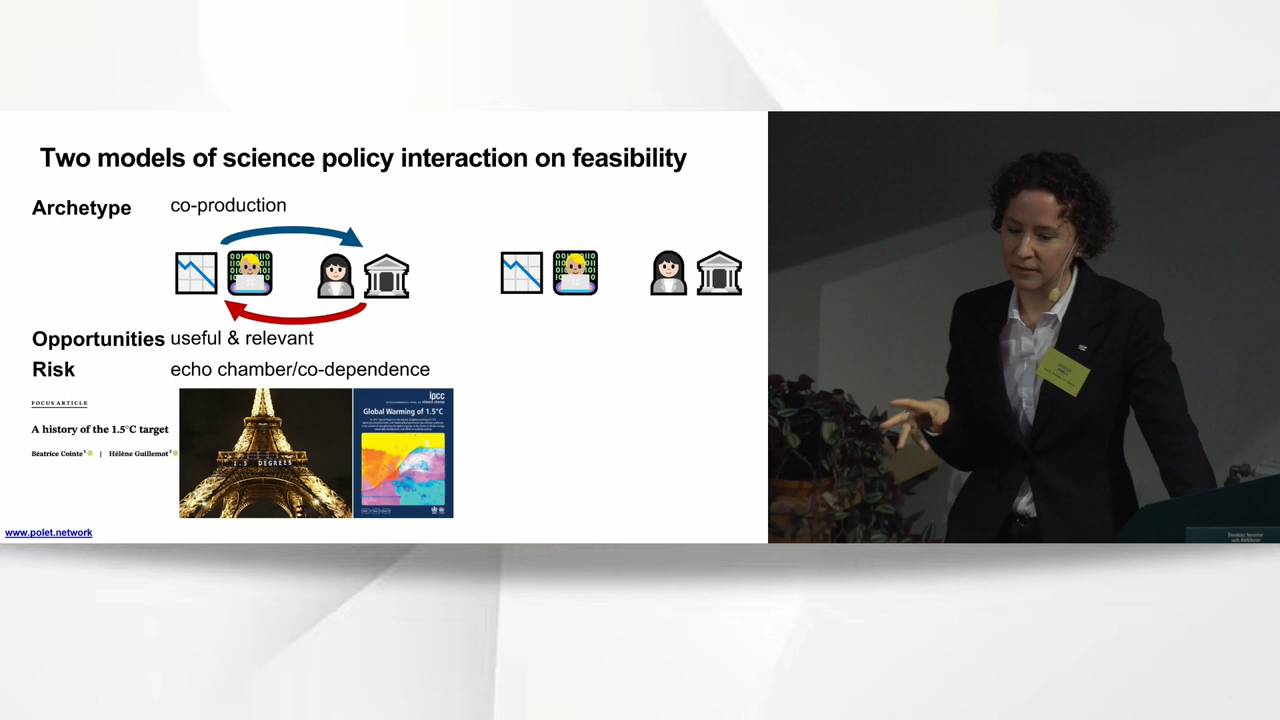 Two models of science policy interaction on feasibility
Archetype
co-production
Opportunities
useful & relevant
Risk
echo chamber/co-dependence
FOCUS ARTICLE
A history of the 1.5°C target
Béatrice Cointe¹ | Hélène Guillemot²
1.5 DEGREES
ipcc
Global Warming of 1.5°C
www.polet.network